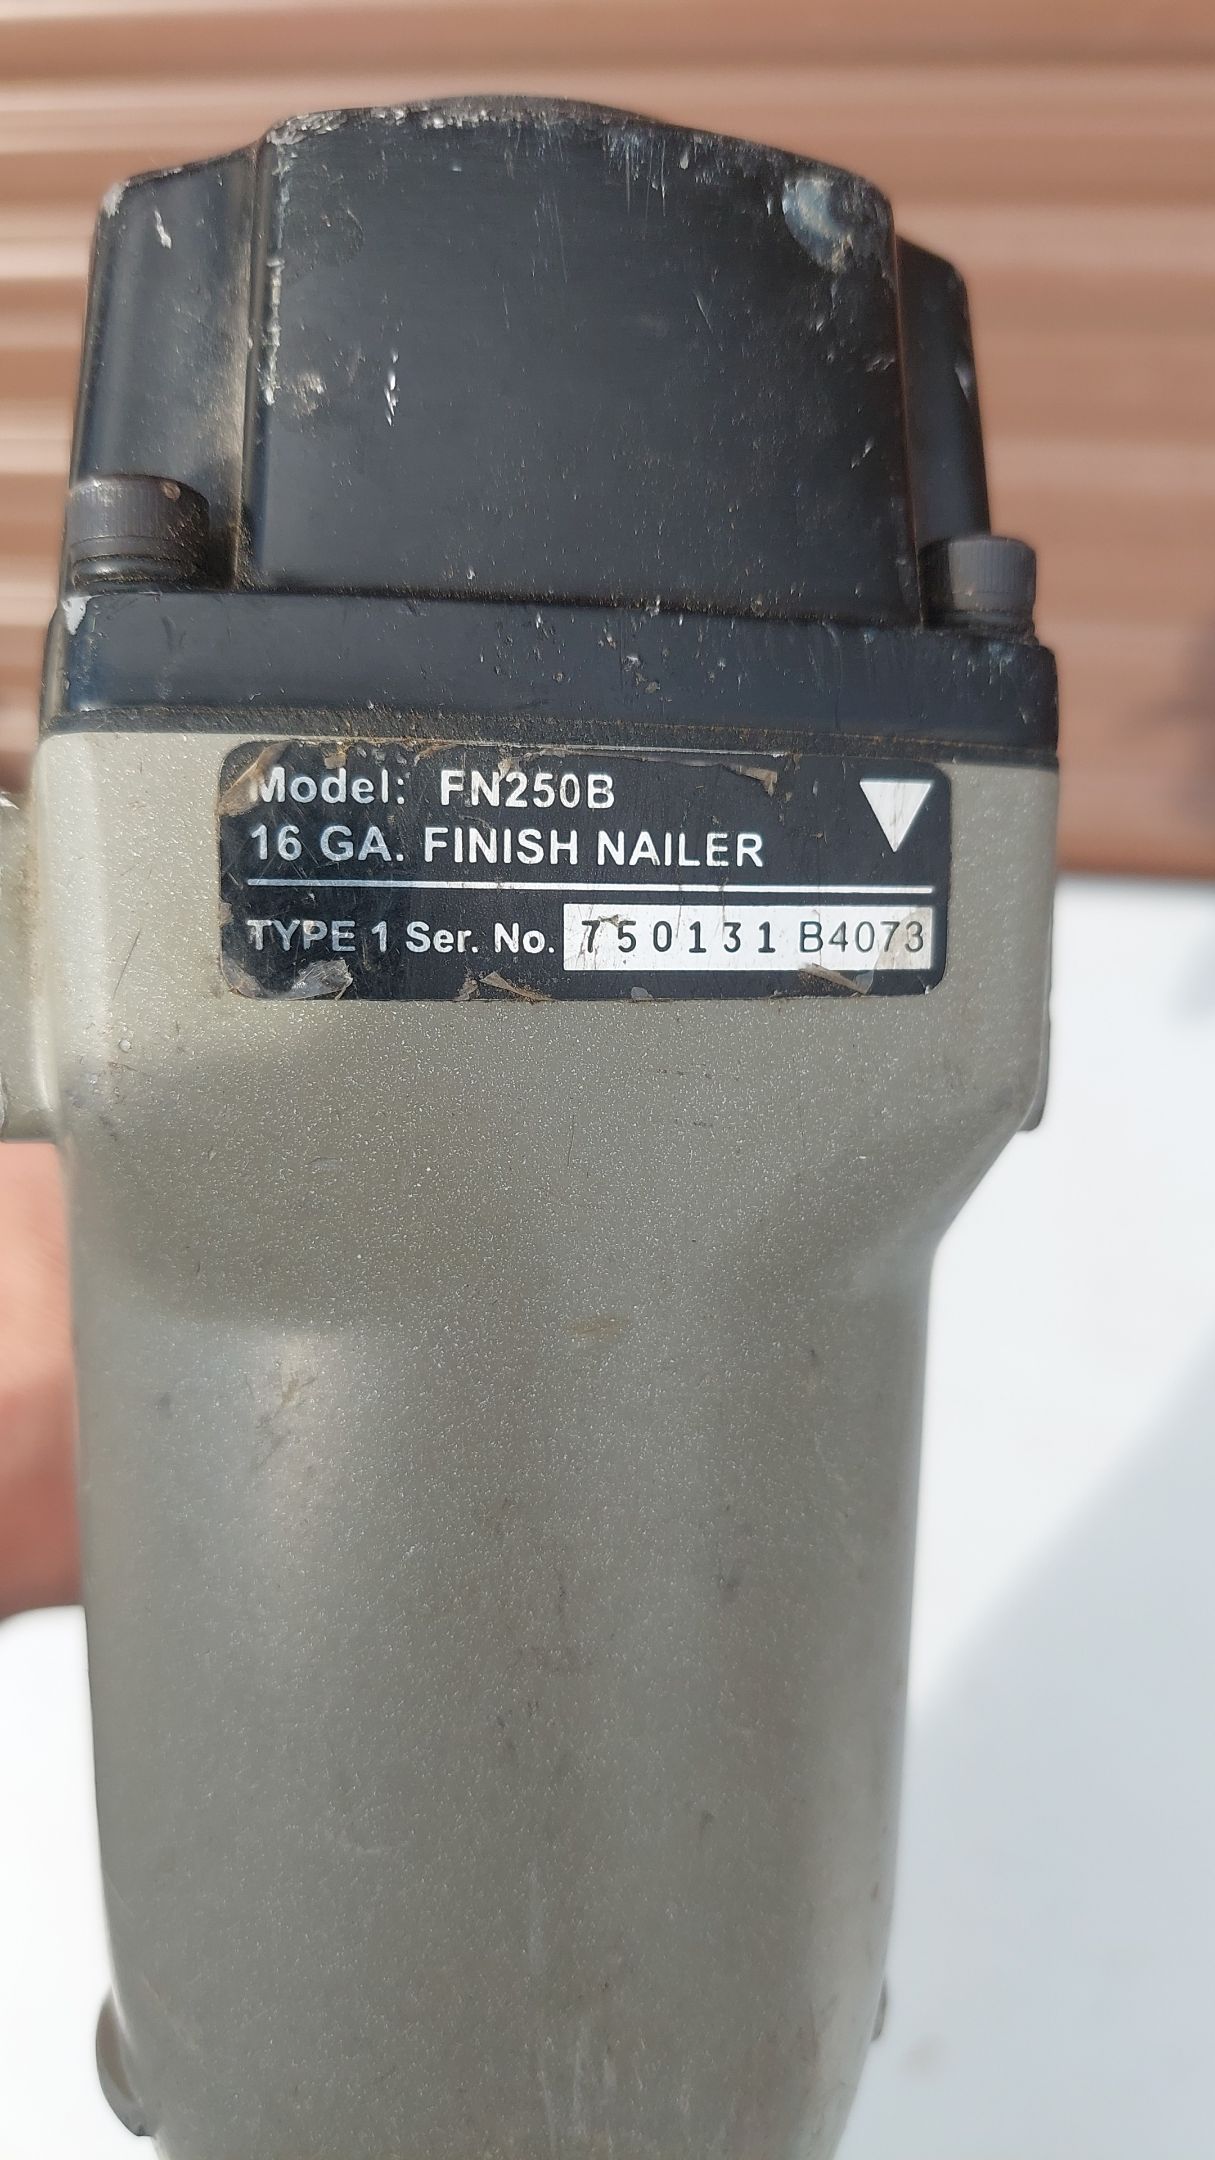 Model: FN250B
16 GA. FINISH NAILER
TYPE 1 Ser. No. 750131 B4073